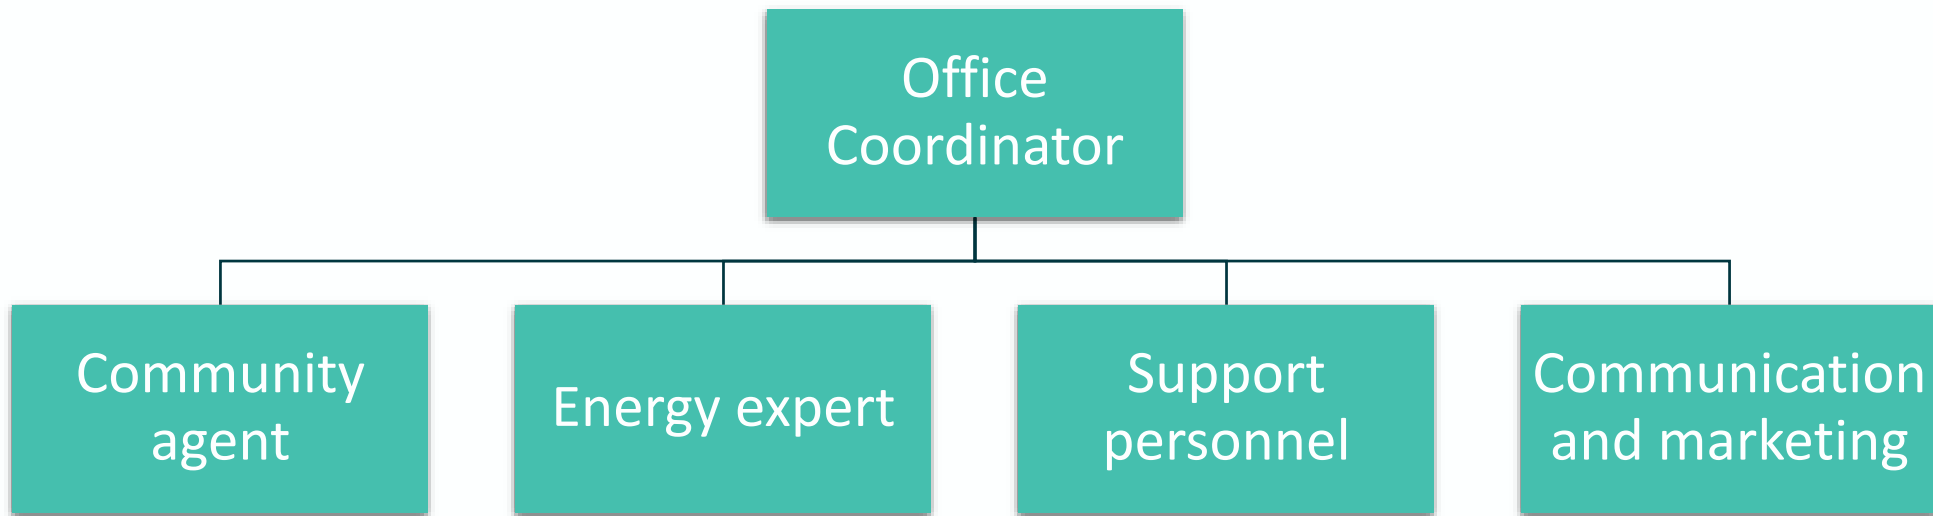 Office
Coordinator
Community
agent
Energy expert
Support
personnel
Communication
and marketing